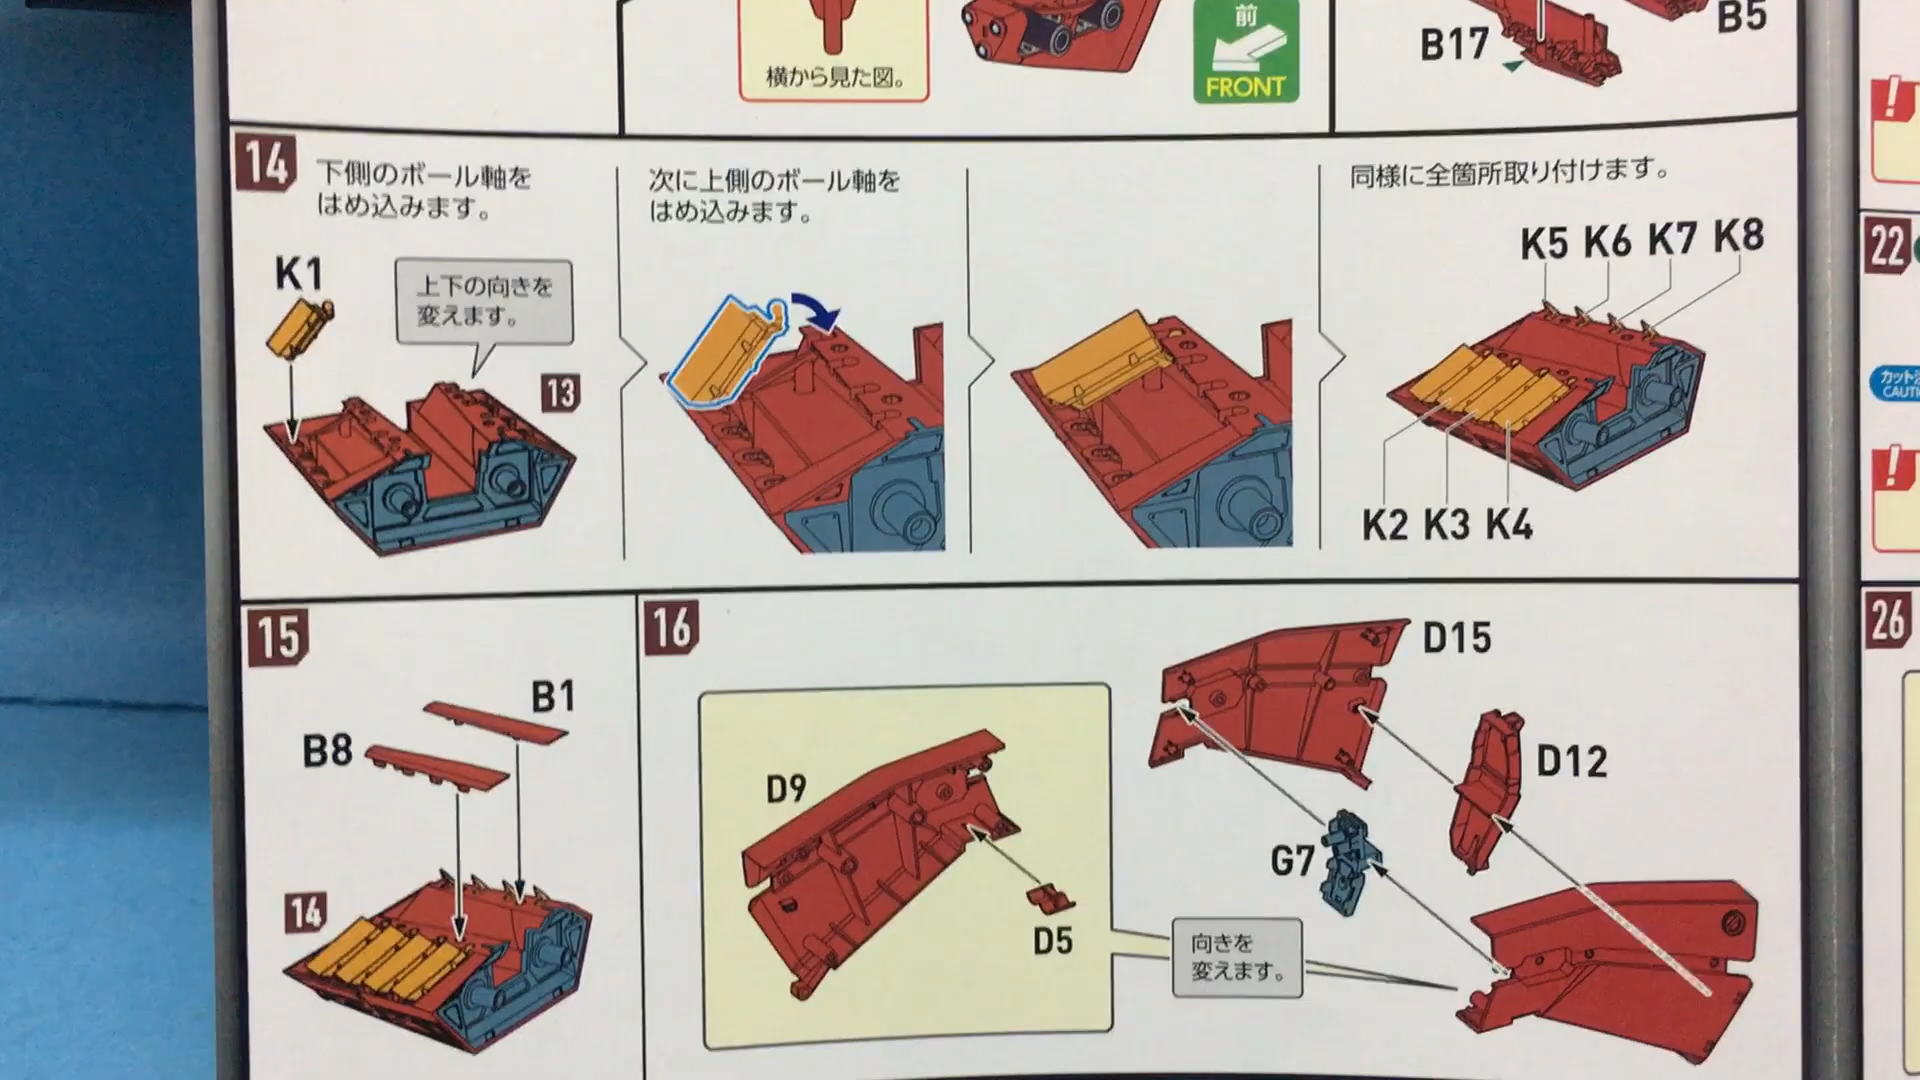 横から見た図。
前
FRONT
B17
B5
14
下側のボール軸を
はめ込みます。
次に上側のボール軸を
はめ込みます。
同様に全箇所取り付けます。
K1
上下の向きを
変えます。
13
K5 K6 K7 K8
K2 K3 K4
22
!
!
15
B1
B8
14
16
D9
D5
D15
D12
G7
向きを
変えます。
26